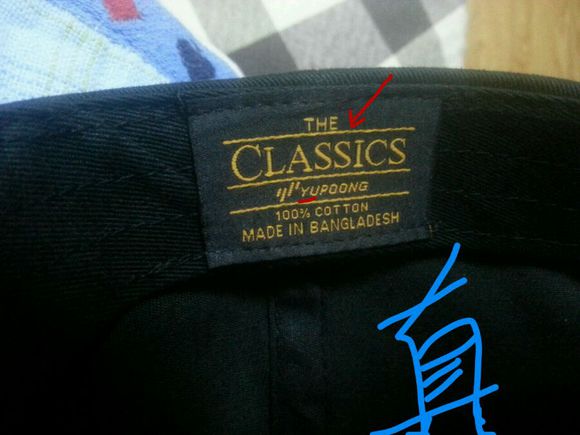 THE
CLASSICS
YUPOONG
100% COTTON
MADE IN BANGLADESH
真